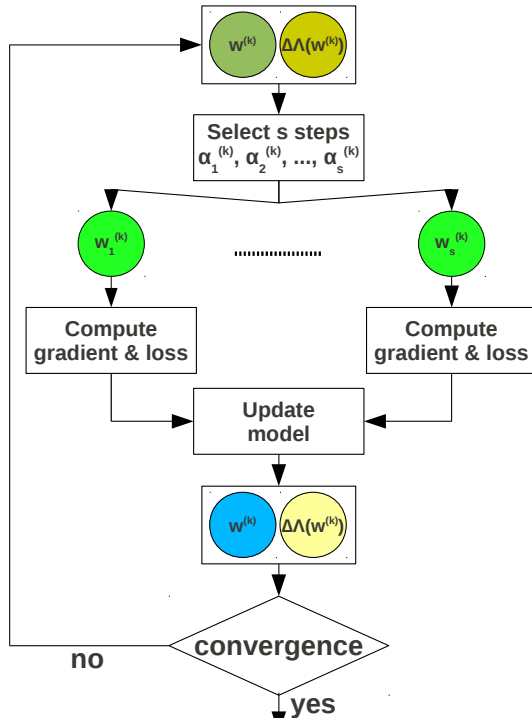 w⁽ᵏ⁾ ΔΛ(w⁽ᵏ⁾)
Select s steps
α₁⁽ᵏ⁾, α₂⁽ᵏ⁾, ..., αₛ⁽ᵏ⁾
w₁⁽ᵏ⁾ wₛ⁽ᵏ⁾
Compute
gradient & loss
Compute
gradient & loss
Update
model
w⁽ᵏ⁾ ΔΛ(w⁽ᵏ⁾)
convergence
no
yes